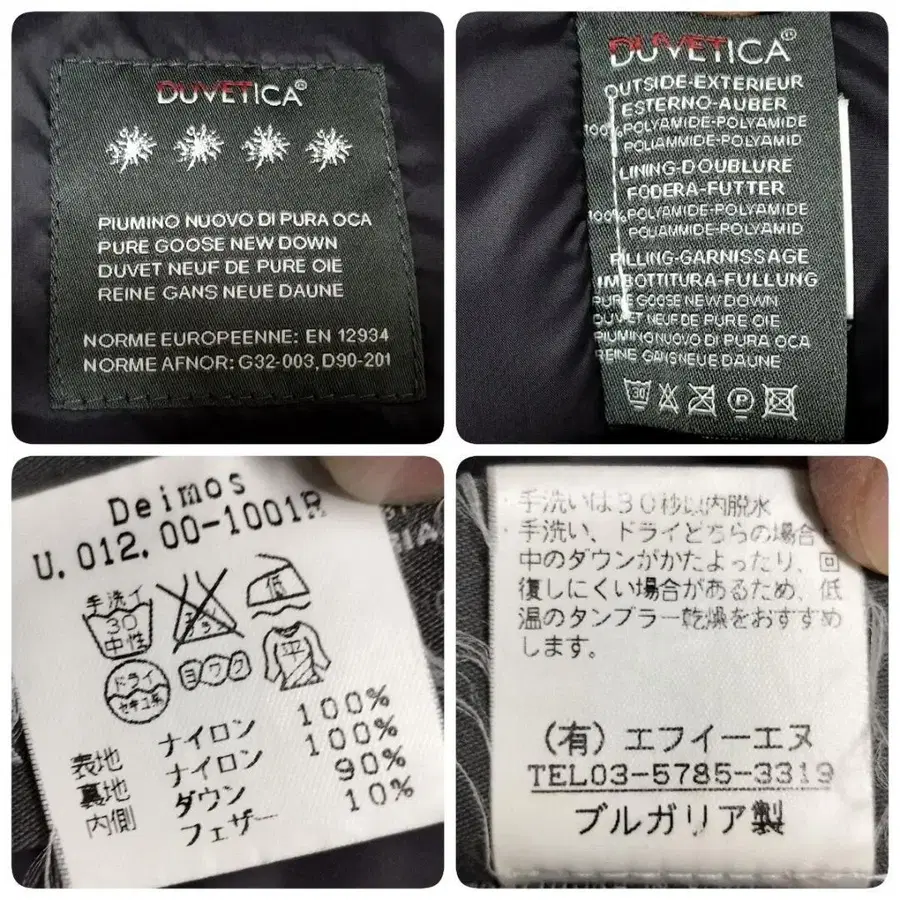 DUVETICA®
PIUMINO NUOVO DI PURA OCA
PURE GOOSE NEW DOWN
DUVET NEUF DE PURE OIE
REINE GANS NEUE DAUNE
NORME EUROPEENNE: EN 12934
NORME AFNOR: G32-003, D90-201
DUVETICA®
OUTSIDE-EXTERIEUR
ESTERNO-AUBER
100% POLYAMIDE-POLYAMIDE
POLIAMMIDE-POLYAMID
LINING-DOUBLURE
FODERA-FUTTER
100% POLYAMIDE-POLYAMIDE
POLIAMMIDE-POLYAMID
FILLING-GARNISSAGE
IMBOTTITURA-FULLUNG
PURE GOOSE NEW DOWN
DUVET NEUF DE PURE OIE
PIUMINO NUOVO DI PURA OCA
REINE GANS NEUE DAUNE
30 P
Deimos
U.012.00-1001R
手洗イ
30
中性
低
ドライ
セキユ系
ヨワク
平
表地 ナイロン 100%
裏地 ナイロン 100%
内側 ダウン 90%
フェザー 10%
・手洗いは30秒以内脱水
・手洗い、ドライどちらの場合も
中のダウンがかたよったり、回
復しにくい場合があるため、低
温のタンブラー乾燥をおすすめ
します。
(有)エフイーエヌ
TEL03-5785-3319
ブルガリア製